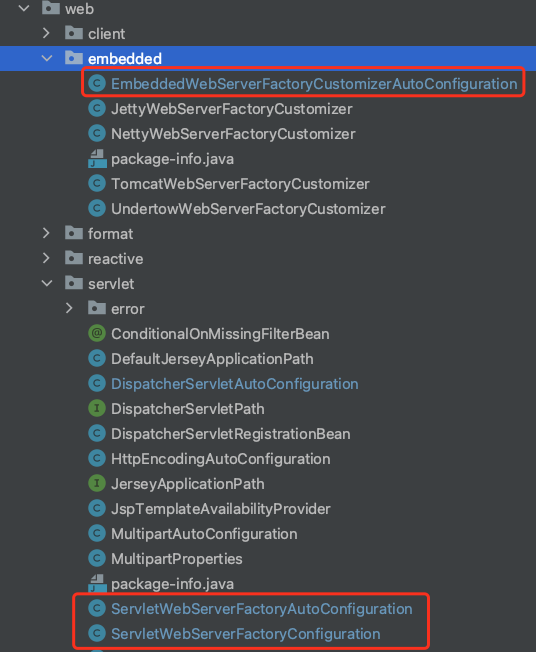 web
client
embedded
EmbeddedWebServerFactoryCustomizerAutoConfiguration
JettyWebServerFactoryCustomizer
NettyWebServerFactoryCustomizer
package-info.java
TomcatWebServerFactoryCustomizer
UndertowWebServerFactoryCustomizer
format
reactive
servlet
error
ConditionalOnMissingFilterBean
DefaultJerseyApplicationPath
DispatcherServletAutoConfiguration
DispatcherServletPath
DispatcherServletRegistrationBean
HttpEncodingAutoConfiguration
JerseyApplicationPath
JspTemplateAvailabilityProvider
MultipartAutoConfiguration
MultipartProperties
package-info.java
ServletWebServerFactoryAutoConfiguration
ServletWebServerFactoryConfiguration